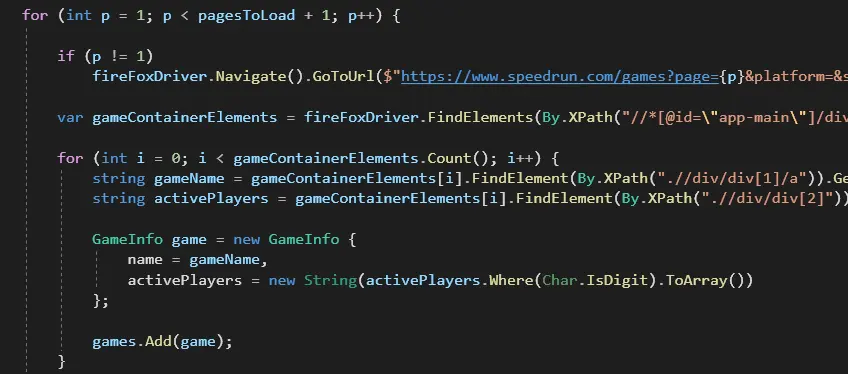 for (int p = 1; p < pagesToLoad + 1; p++) {
if (p != 1)
fireFoxDriver.Navigate().GoToUrl($"https://www.speedrun.com/games?page={p}&platform=&s
var gameContainerElements = fireFoxDriver.FindElements(By.XPath("//*[@id=\"app-main\"]/div
for (int i = 0; i < gameContainerElements.Count(); i++) {
string gameName = gameContainerElements[i].FindElement(By.XPath(".//div/div[1]/a")).Ge
string activePlayers = gameContainerElements[i].FindElement(By.XPath(".//div/div[2]"))
GameInfo game = new GameInfo {
name = gameName,
activePlayers = new String(activePlayers.Where(Char.IsDigit).ToArray())
};
games.Add(game);
}